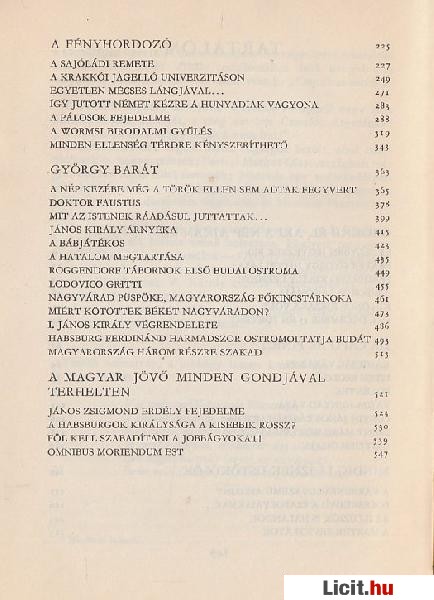 A FÉNYHORDOZÓ 225
A SAJÓLÁDI REMETE 227
A KRAKKÓI JAGELLÓ UNIVERZITÁSON 249
EGYETLEN MÉCSES LÁNGJÁVAL... 271
ÍGY JUTOTT NÉMET KÉZRE A HUNYADIAK VAGYONA 283
A PÁLOSOK FEJEDELME 288
A WORMSI BIRODALMI GYŰLÉS 319
MINDEN ELLENSÉG TÉRDRE KÉNYSZERÍTHETŐ 343
GYÖRGY BARÁT 363
A NÉP KEZÉBE MÉG A TÖRÖK ELLEN SEM ADTAK FEGYVERT 365
DOKTOR FAUSTUS 378
MIT AZ ISTENEK RÁADÁSUL JUTTATTAK... 399
JÁNOS KIRÁLY ÁRNYÉKA 415
A BÁBJÁTÉKOS 425
A HATALOM MEGTARTÁSA 435
ROGGENDORF TÁBORNOK ELSŐ BUDAI OSTROMA 449
LODOVICO GRITTI 455
NAGYVÁRAD PÜSPÖKE, MAGYARORSZÁG FŐKINCSTÁRNOKA 461
MIÉRT KÖTÖTTEK BÉKÉT NAGYVÁRADON? 473
I. JÁNOS KIRÁLY VÉGRENDELETE 486
HABSBURG FERDINÁND HARMADSZOR OSTROMOLTATJA BUDÁT 495
MAGYARORSZÁG HÁROM RÉSZRE SZAKAD 513
A MAGYAR JÖVŐ MINDEN GONDJÁVAL
TERHELTEN 521
JÁNOS ZSIGMOND ERDÉLY FEJEDELME 523
A HABSBURGOK KIRÁLYSÁGA A KISEBBIK ROSSZ? 530
FÖL KELL SZABADÍTANI A JOBBÁGYOKAT! 539
OMNIBUS MORIENDUM EST 547
Licit.hu